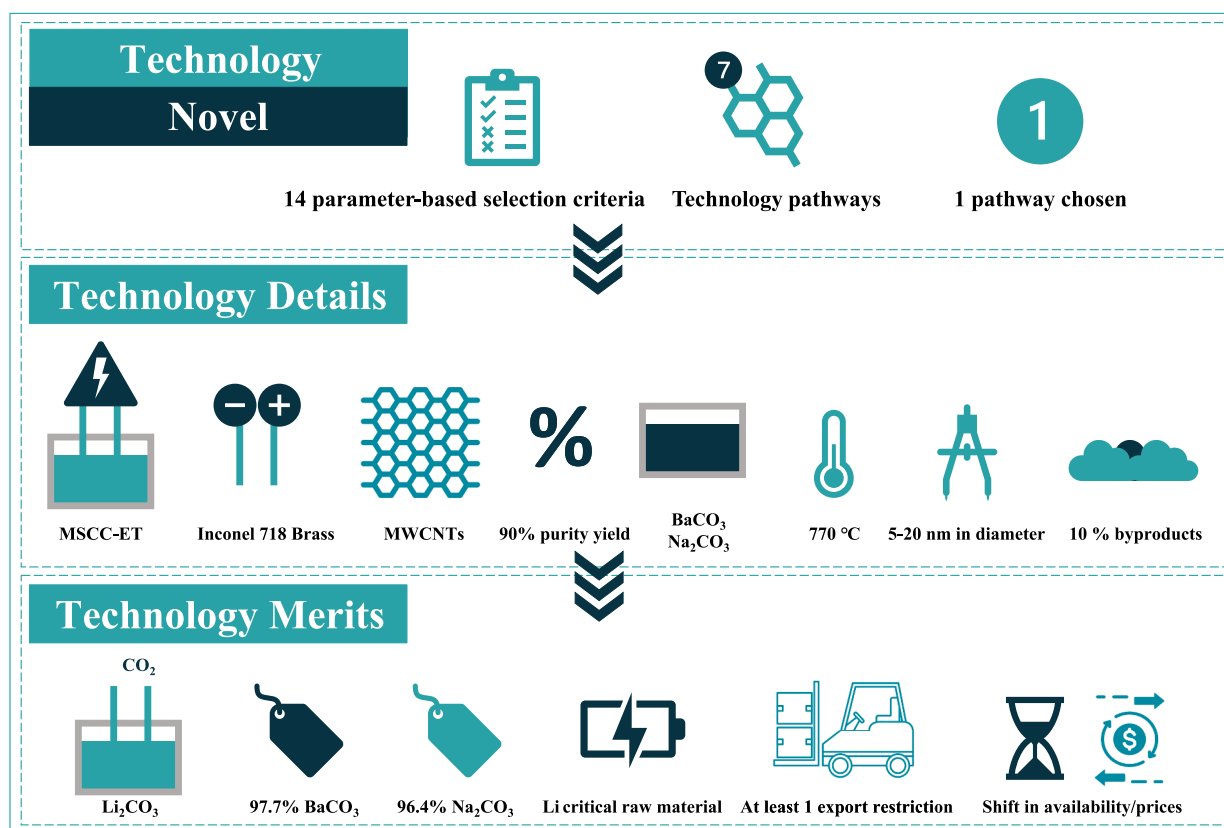 Technology
Novel
7
1
14 parameter-based selection criteria
Technology pathways
1 pathway chosen
Technology Details
− +
%
MSCC-ET
Inconel 718 Brass
MWCNTs
90% purity yield
BaCO₃
Na₂CO₃
770 °C
5-20 nm in diameter
10 % byproducts
Technology Merits
CO₂
$
Li₂CO₃
97.7% BaCO₃
96.4% Na₂CO₃
Li critical raw material
At least 1 export restriction
Shift in availability/prices